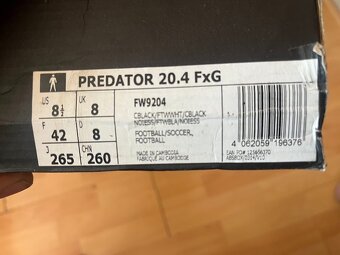 PREDATOR 20.4 FxG
US 8½ UK 8
F 42 D 8
J 265 CHN 260
FW9204
CBLACK/FTWWHT/CBLACK
NOIESS/FTWBLA/NOIESS
FOOTBALL/SOCCER,
FOOTBALL
MADE IN CAMBODIA
FABRIQUÉ AU CAMBODGE
4 062059 196376